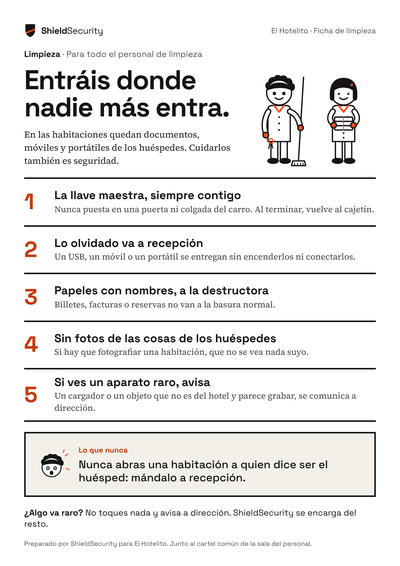 ShieldSecurity
El Hotelito · Ficha de limpieza
Limpieza · Para todo el personal de limpieza
Entráis donde
nadie más entra.
En las habitaciones quedan documentos,
móviles y portátiles de los huéspedes. Cuidarlos
también es seguridad.
1
La llave maestra, siempre contigo
Nunca puesta en una puerta ni colgada del carro. Al terminar, vuelve al cajetín.
2
Lo olvidado va a recepción
Un USB, un móvil o un portátil se entregan sin encenderlos ni conectarlos.
3
Papeles con nombres, a la destructora
Billetes, facturas o reservas no van a la basura normal.
4
Sin fotos de las cosas de los huéspedes
Si hay que fotografiar una habitación, que no se vea nada suyo.
5
Si ves un aparato raro, avisa
Un cargador o un objeto que no es del hotel y parece grabar, se comunica a
dirección.
Lo que nunca
Nunca abras una habitación a quien dice ser el
huésped: mándalo a recepción.
¿Algo va raro? No toques nada y avisa a dirección. ShieldSecurity se encarga del
resto.
Preparado por ShieldSecurity para El Hotelito. Junto al cartel común de la sala del personal.